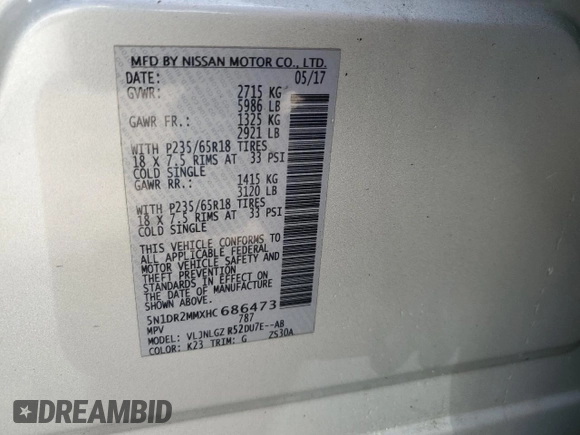 MFD BY NISSAN MOTOR CO., LTD.
DATE: 05/17
GVWR: 2715 KG
5986 LB
GAWR FR.: 1325 KG
2921 LB
WITH P235/65R18 TIRES
18 X 7.5 RIMS AT 33 PSI
COLD SINGLE
GAWR RR.: 1415 KG
3120 LB
WITH P235/65R18 TIRES
18 X 7.5 RIMS AT 33 PSI
COLD SINGLE
THIS VEHICLE CONFORMS TO
ALL APPLICABLE FEDERAL
MOTOR VEHICLE SAFETY AND
THEFT PREVENTION
STANDARDS IN EFFECT ON
THE DATE OF MANUFACTURE
SHOWN ABOVE.
5N1DR2MMXHC686473
MPV 787
MODEL: VLJNLGZ R52DU7E--AB
COLOR: K23 TRIM: G ZS30A
DREAMBID